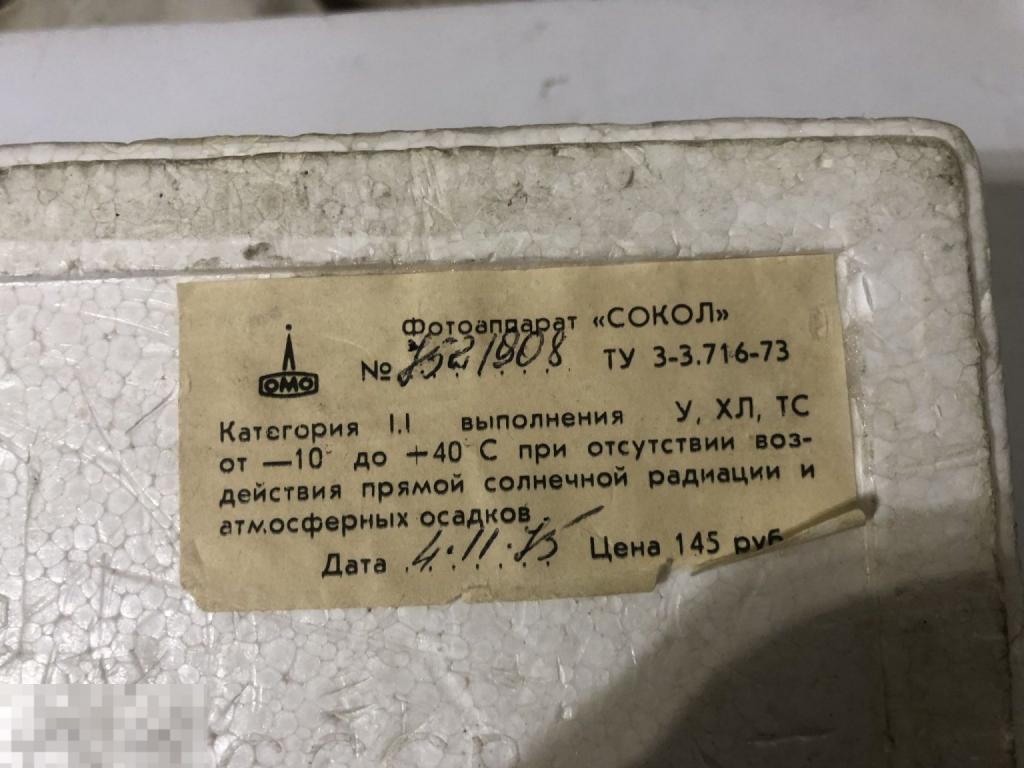 Фотоаппарат «СОКОЛ»
ОМО
№ 7521808 ТУ 3-3.716-73
Категория 1.1 выполнения У, ХЛ, ТС
от —10° до +40°С при отсутствии воз-
действия прямой солнечной радиации и
атмосферных осадков.
Дата 4.11.75 Цена 145 руб